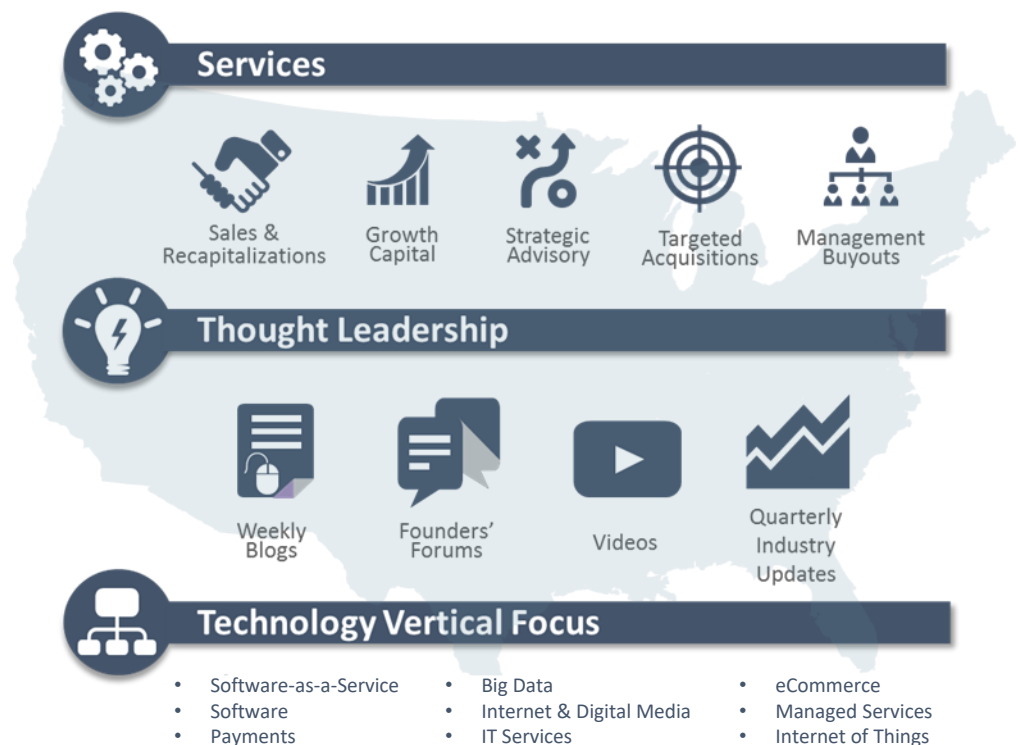 Services
Sales &
Recapitalizations
Growth
Capital
Strategic
Advisory
Targeted
Acquisitions
Management
Buyouts
Thought Leadership
Weekly
Blogs
Founders’
Forums
Videos
Quarterly
Industry
Updates
Technology Vertical Focus
• Software-as-a-Service
• Software
• Payments
• Big Data
• Internet & Digital Media
• IT Services
• eCommerce
• Managed Services
• Internet of Things